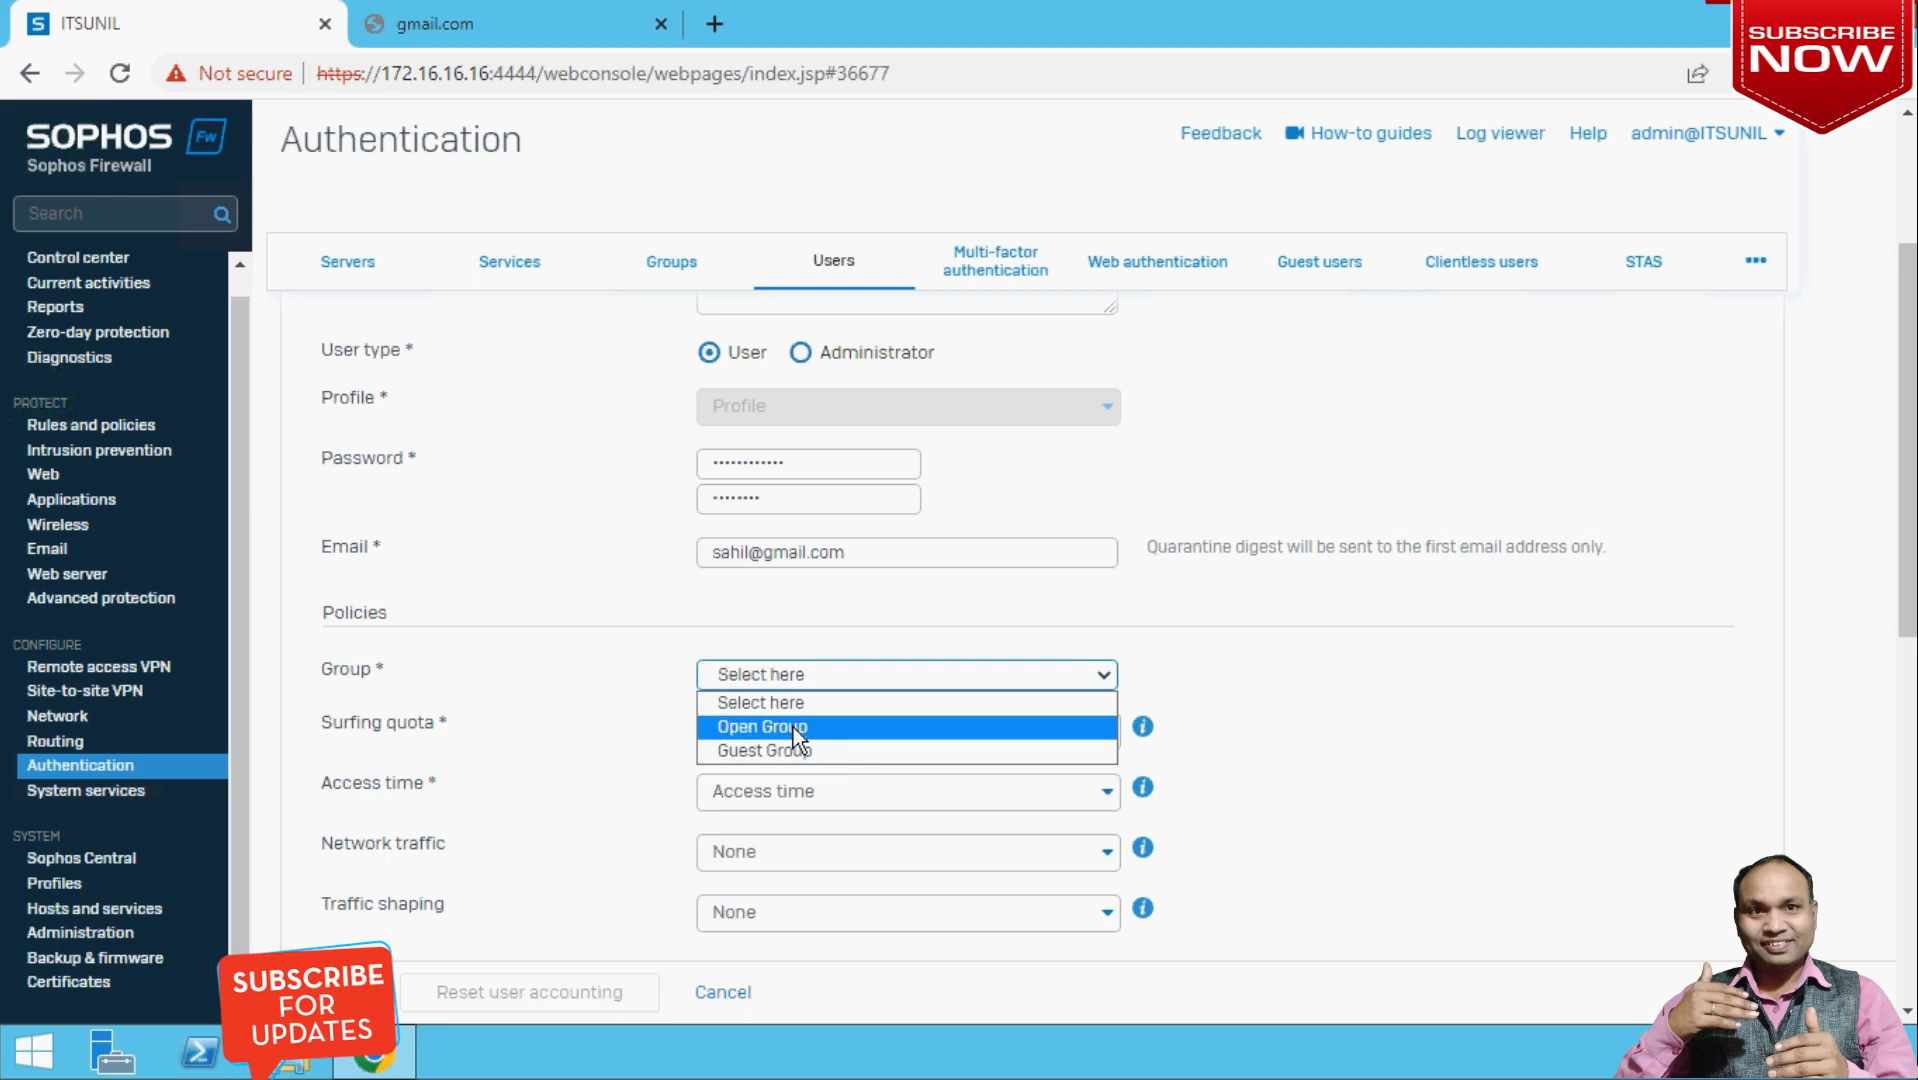 ITSUNIL
gmail.com
Not secure
https://172.16.16.16:4444/webconsole/webpages/index.jsp#36677
SUBSCRIBE
NOW
SOPHOS
Fw
Sophos Firewall
Authentication
Feedback
How-to guides
Log viewer
Help
admin@ITSUNIL
Search
Servers
Services
Groups
Users
Multi-factor
authentication
Web authentication
Guest users
Clientless users
STAS
Control center
Current activities
Reports
Zero-day protection
Diagnostics
PROTECT
Rules and policies
Intrusion prevention
Web
Applications
Wireless
Email
Web server
Advanced protection
CONFIGURE
Remote access VPN
Site-to-site VPN
Network
Routing
Authentication
System services
SYSTEM
Sophos Central
Profiles
Hosts and services
Administration
Backup & firmware
Certificates
User type *
User
Administrator
Profile *
Profile
Password *
Email *
sahil@gmail.com
Quarantine digest will be sent to the first email address only.
Policies
Group *
Select here
Select here
Open Group
Guest Group
Surfing quota *
Access time *
Access time
Network traffic
None
Traffic shaping
None
Reset user accounting
Cancel
SUBSCRIBE
FOR
UPDATES